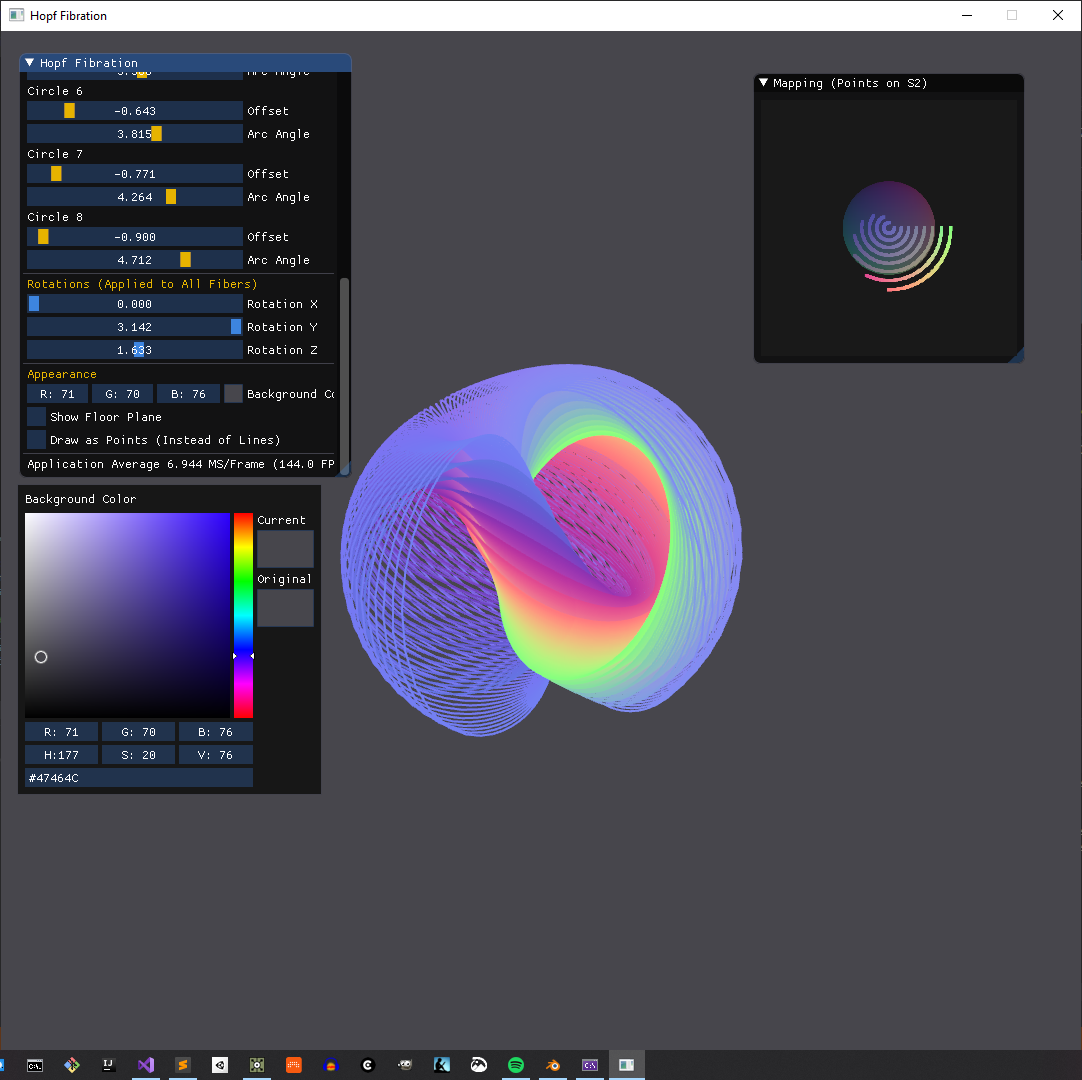 Hopf Fibration
Hopf Fibration
Arc Angle
Circle 6
-0.643 Offset
3.815 Arc Angle
Circle 7
-0.771 Offset
4.264 Arc Angle
Circle 8
-0.900 Offset
4.712 Arc Angle
Rotations (Applied to All Fibers)
0.000 Rotation X
3.142 Rotation Y
1.633 Rotation Z
Appearance
R: 71 G: 70 B: 76 Background Co
Show Floor Plane
Draw as Points (Instead of Lines)
Application Average 6.944 MS/Frame (144.0 FP
Mapping (Points on S2)
Background Color
Current
Original
R: 71 G: 70 B: 76
H:177 S: 20 V: 76
#47464C